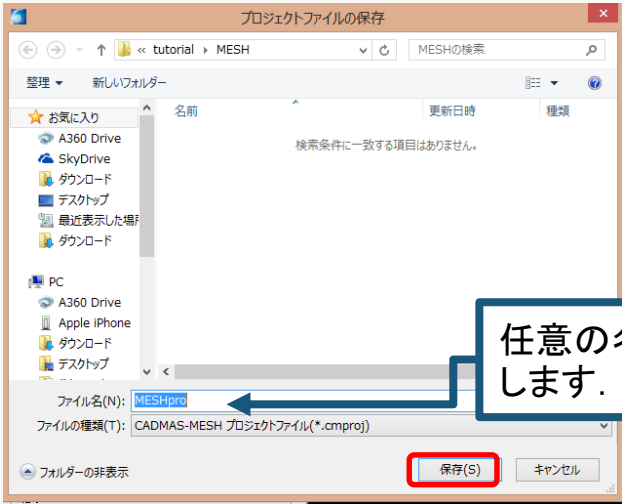 プロジェクトファイルの保存
« tutorial ▸ MESH
MESHの検索
整理 新しいフォルダー
お気に入り
A360 Drive
SkyDrive
ダウンロード
デスクトップ
最近表示した場所
ダウンロード
PC
A360 Drive
Apple iPhone
ダウンロード
デスクトップ
名前 更新日時 種類
検索条件に一致する項目はありません。
任意の名
します.
ファイル名(N): MESHpro
ファイルの種類(T): CADMAS-MESH プロジェクトファイル(*.cmproj)
フォルダーの非表示
保存(S) キャンセル